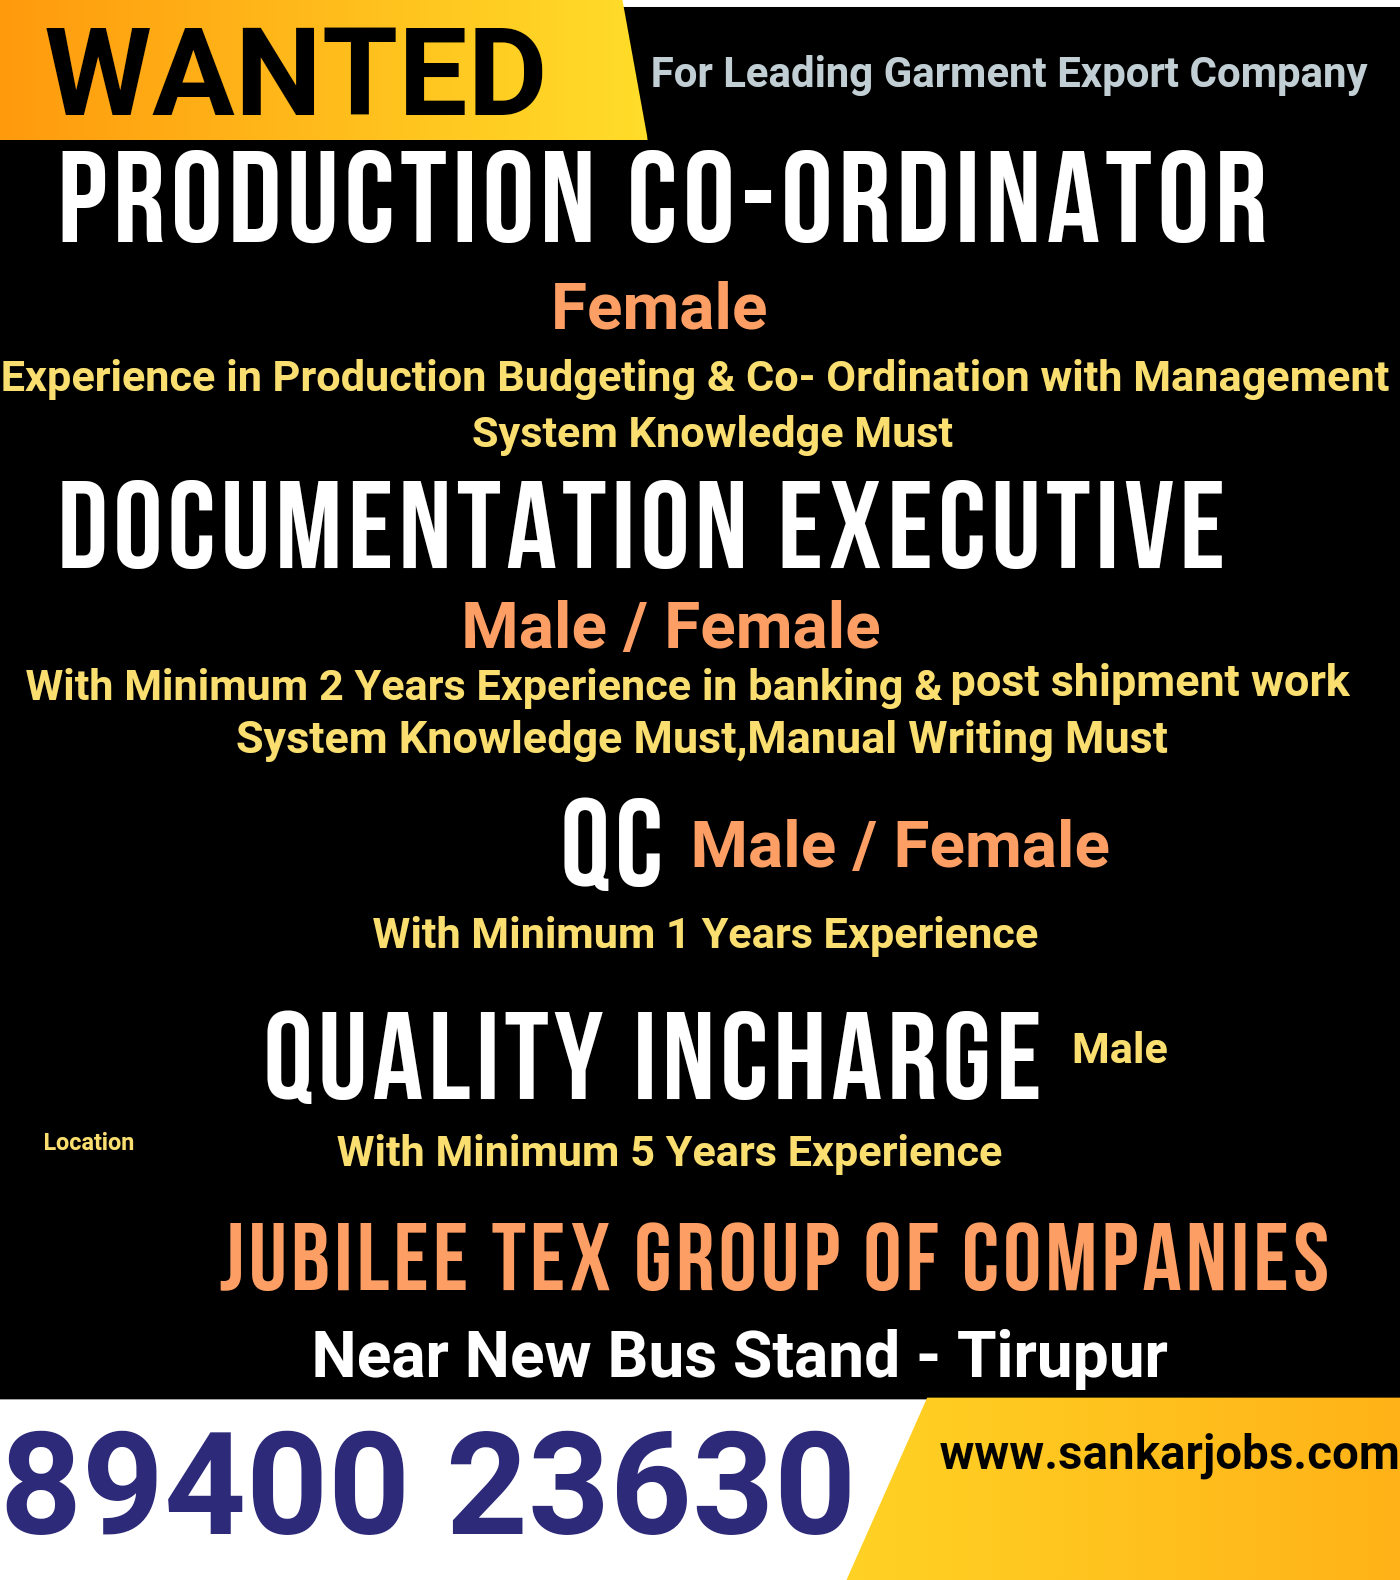 WANTED
For Leading Garment Export Company
PRODUCTION CO-ORDINATOR
Female
Experience in Production Budgeting & Co- Ordination with Management
System Knowledge Must
DOCUMENTATION EXECUTIVE
Male / Female
With Minimum 2 Years Experience in banking & post shipment work
System Knowledge Must,Manual Writing Must
QC Male / Female
With Minimum 1 Years Experience
QUALITY INCHARGE Male
Location
With Minimum 5 Years Experience
JUBILEE TEX GROUP OF COMPANIES
Near New Bus Stand - Tirupur
89400 23630
www.sankarjobs.com